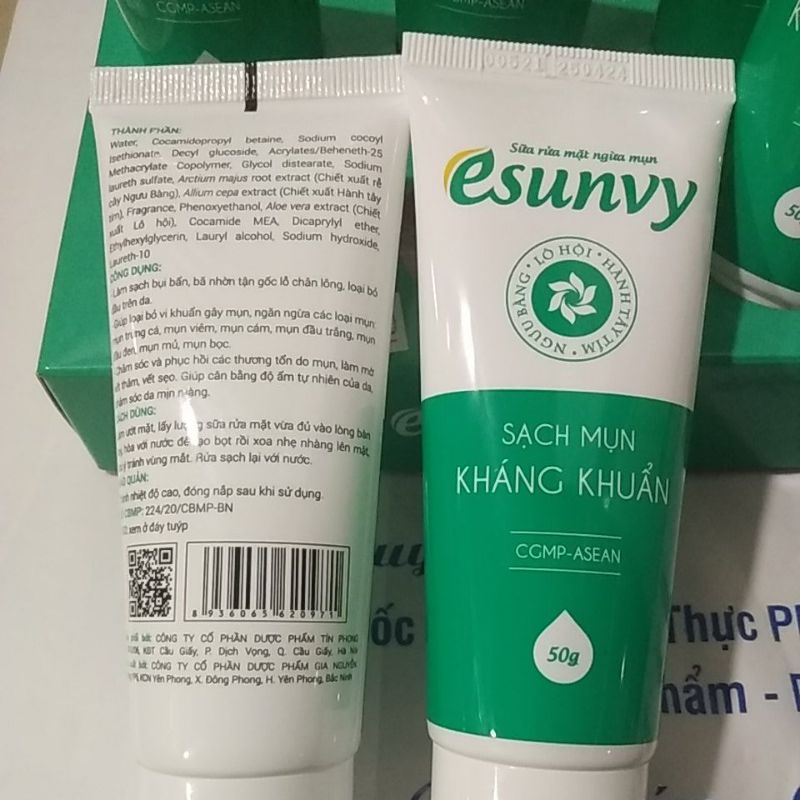 CGMP-ASEAN
CGMP-ASEAN
THÀNH PHẦN:
Water, Cocamidopropyl betaine, Sodium cocoyl
Isethionate, Decyl glucoside, Acrylates/Beheneth-25
Methacrylate Copolymer, Glycol distearate, Sodium
laureth sulfate, Arctium majus root extract (Chiết xuất rễ
cây Ngưu Bàng), Allium cepa extract (Chiết xuất Hành tây
tím), Fragrance, Phenoxyethanol, Aloe vera extract (Chiết
xuất Lô hội), Cocamide MEA, Dicaprylyl ether,
Ethylhexylglycerin, Lauryl alcohol, Sodium hydroxide,
Laureth-10
CÔNG DỤNG:
Làm sạch bụi bẩn, bã nhờn tận gốc lỗ chân lông, loại bỏ
dầu trên da.
Giúp loại bỏ vi khuẩn gây mụn, ngăn ngừa các loại mụn:
mụn trứng cá, mụn viêm, mụn cám, mụn đầu trắng, mụn
đầu đen, mụn mủ, mụn bọc.
Chăm sóc và phục hồi các thương tổn do mụn, làm mờ
vết thâm, vết sẹo. Giúp cân bằng độ ẩm tự nhiên của da,
chăm sóc da mịn màng.
CÁCH DÙNG:
Làm ướt mặt, lấy lượng sữa rửa mặt vừa đủ vào lòng bàn
tay, hòa với nước để tạo bọt rồi xoa nhẹ nhàng lên mặt,
tránh vùng mắt. Rửa sạch lại với nước.
BẢO QUẢN:
nhiệt độ cao, đóng nắp sau khi sử dụng.
CBMP: 224/20/CBMP-BN
xem ở đáy tuýp
8 936065 620971
CÔNG TY CỔ PHẦN DƯỢC PHẨM TÍN PHONG
KĐT Cầu Giấy, P. Dịch Vọng, Q. Cầu Giấy, Hà Nội
CÔNG TY CỔ PHẦN DƯỢC PHẨM GIA NGUYỄN
KCN Yên Phong, X. Đông Phong, H. Yên Phong, Bắc Ninh
00521 250424
Sữa rửa mặt ngừa mụn
esunvy
LÔ HỘI · HÀNH TÂY TÍM · NGƯU BÀNG ·
SẠCH MỤN
KHÁNG KHUẨN
CGMP-ASEAN
50g
Thực